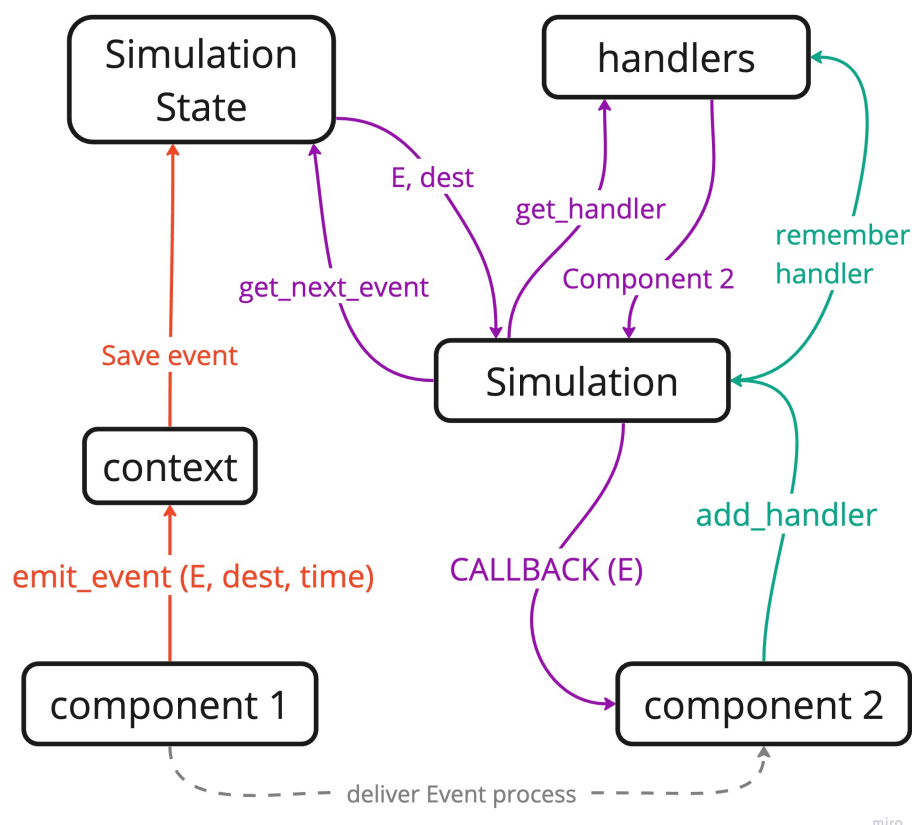 Simulation
State
handlers
E, dest
get_handler
remember
handler
Component 2
get_next_event
Save event
Simulation
context
add_handler
emit_event (E, dest, time)
CALLBACK (E)
component 1
component 2
deliver Event process
miro